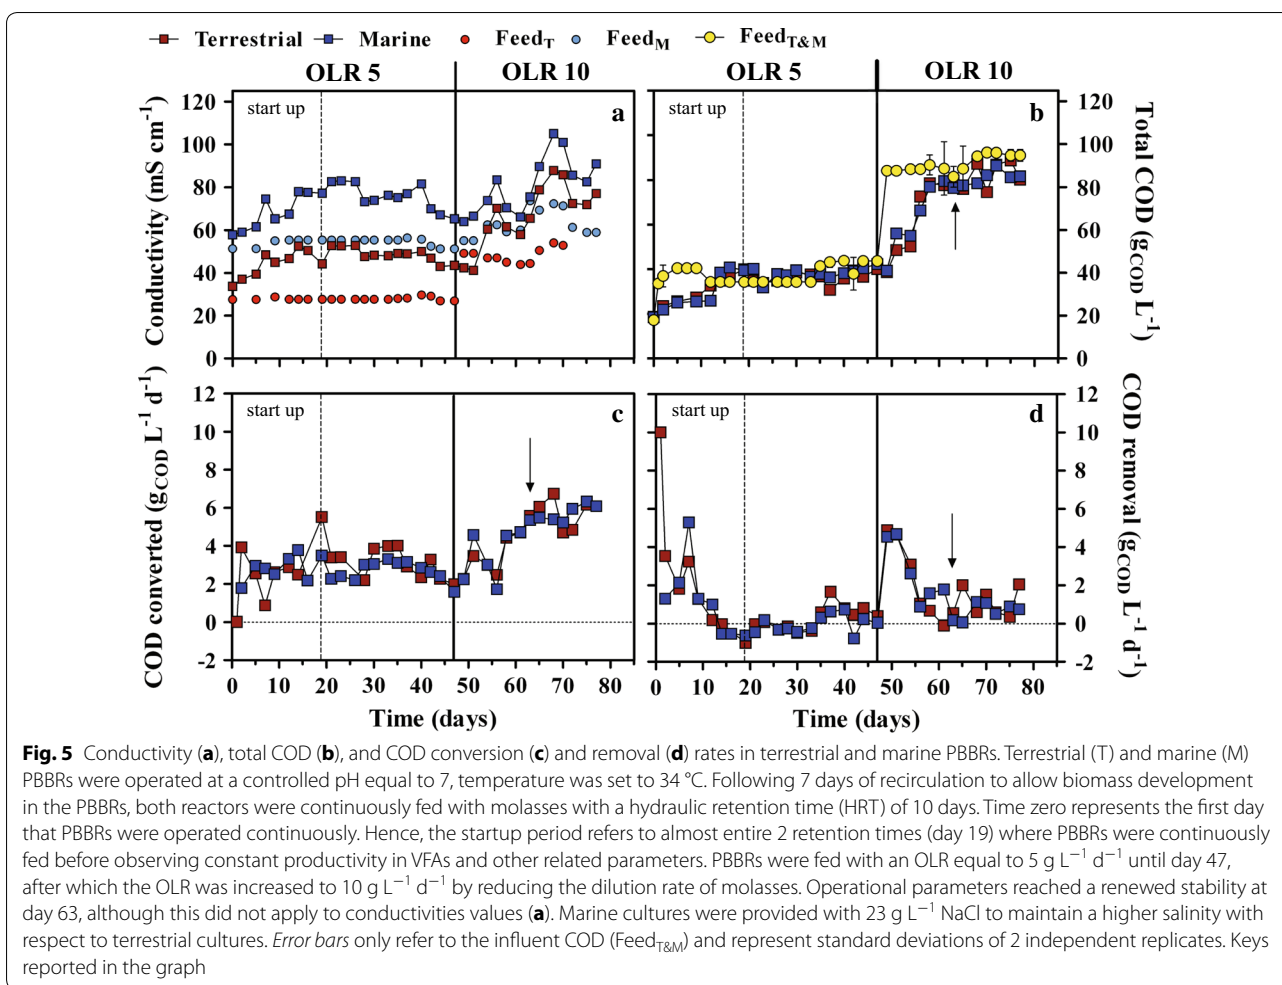 Terrestrial Marine Feed_T Feed_M Feed_T&M
OLR 5 OLR 10 OLR 5 OLR 10
start up a
start up b
Conductivity (mS cm⁻¹)
120
100
80
60
40
20
0
Total COD (g_COD L⁻¹)
120
100
80
60
40
20
0
start up c
start up d
COD converted (g_COD L⁻¹ d⁻¹)
12
10
8
6
4
2
0
-2
COD removal (g_COD L⁻¹ d⁻¹)
12
10
8
6
4
2
0
-2
0 10 20 30 40 50 60 70 80
0 10 20 30 40 50 60 70 80
Time (days) Time (days)
Fig. 5 Conductivity (a), total COD (b), and COD conversion (c) and removal (d) rates in terrestrial and marine PBBRs. Terrestrial (T) and marine (M)
PBBRs were operated at a controlled pH equal to 7, temperature was set to 34 °C. Following 7 days of recirculation to allow biomass development
in the PBBRs, both reactors were continuously fed with molasses with a hydraulic retention time (HRT) of 10 days. Time zero represents the first day
that PBBRs were operated continuously. Hence, the startup period refers to almost entire 2 retention times (day 19) where PBBRs were continuously
fed before observing constant productivity in VFAs and other related parameters. PBBRs were fed with an OLR equal to 5 g L⁻¹ d⁻¹ until day 47,
after which the OLR was increased to 10 g L⁻¹ d⁻¹ by reducing the dilution rate of molasses. Operational parameters reached a renewed stability at
day 63, although this did not apply to conductivities values (a). Marine cultures were provided with 23 g L⁻¹ NaCl to maintain a higher salinity with
respect to terrestrial cultures. Error bars only refer to the influent COD (Feed_T&M) and represent standard deviations of 2 independent replicates. Keys
reported in the graph